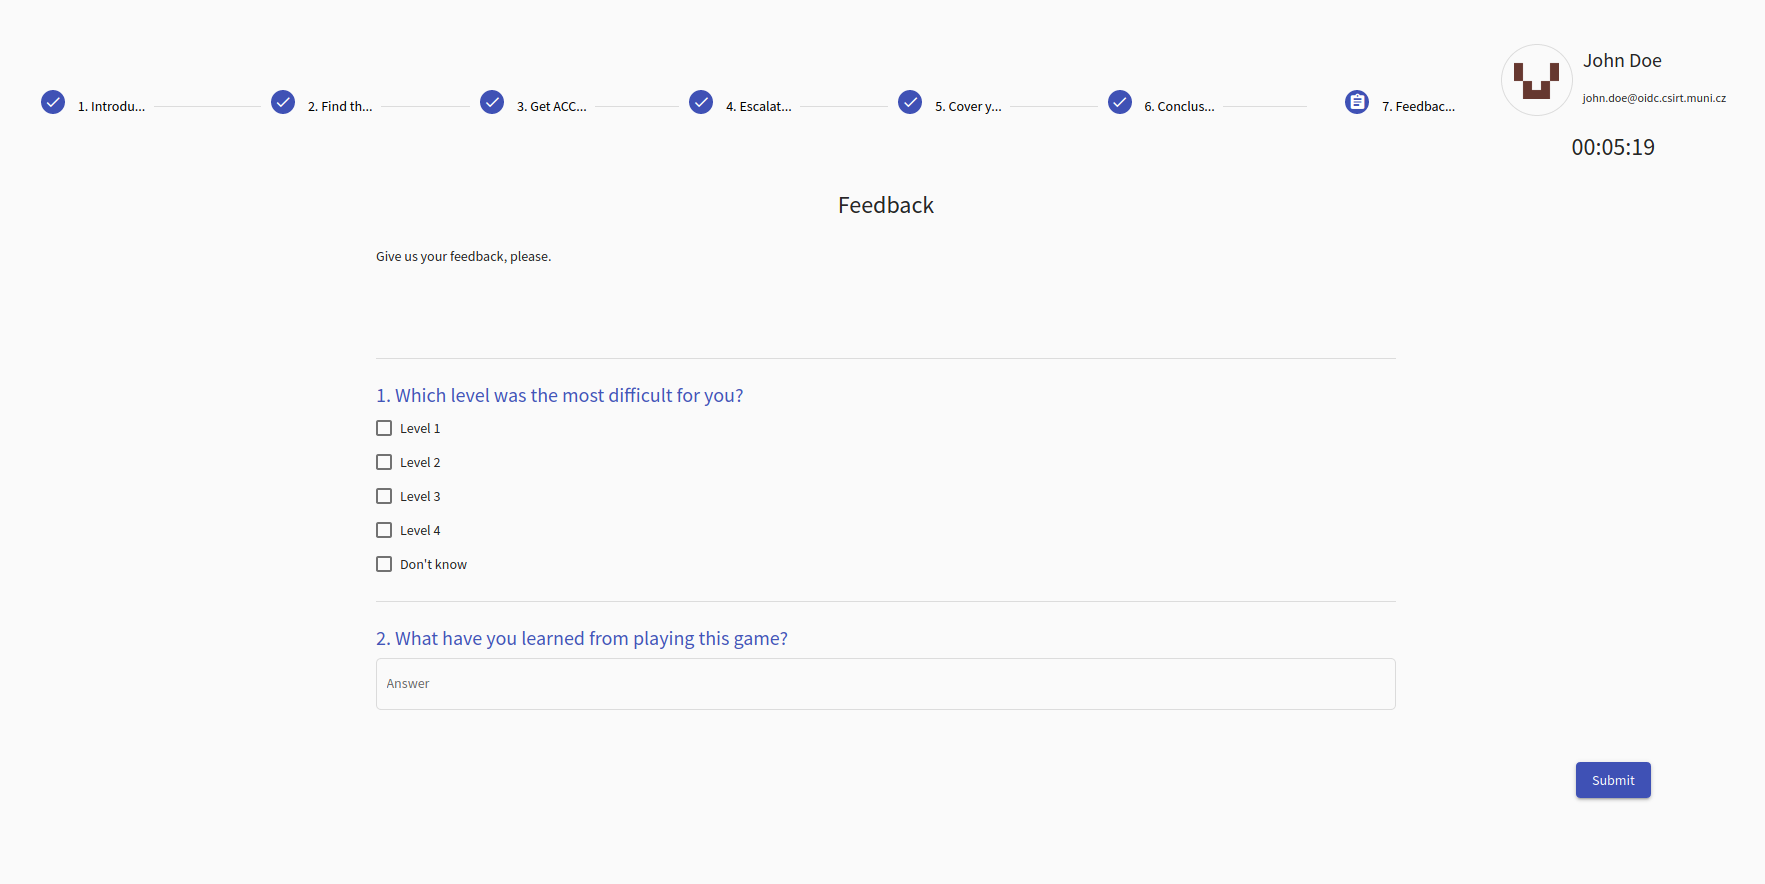 1. Introdu...
2. Find th...
3. Get ACC...
4. Escalat...
5. Cover y...
6. Conclus...
7. Feedbac...
John Doe
john.doe@oidc.csirt.muni.cz
00:05:19
Feedback
Give us your feedback, please.
1. Which level was the most difficult for you?
Level 1
Level 2
Level 3
Level 4
Don't know
2. What have you learned from playing this game?
Answer
Submit